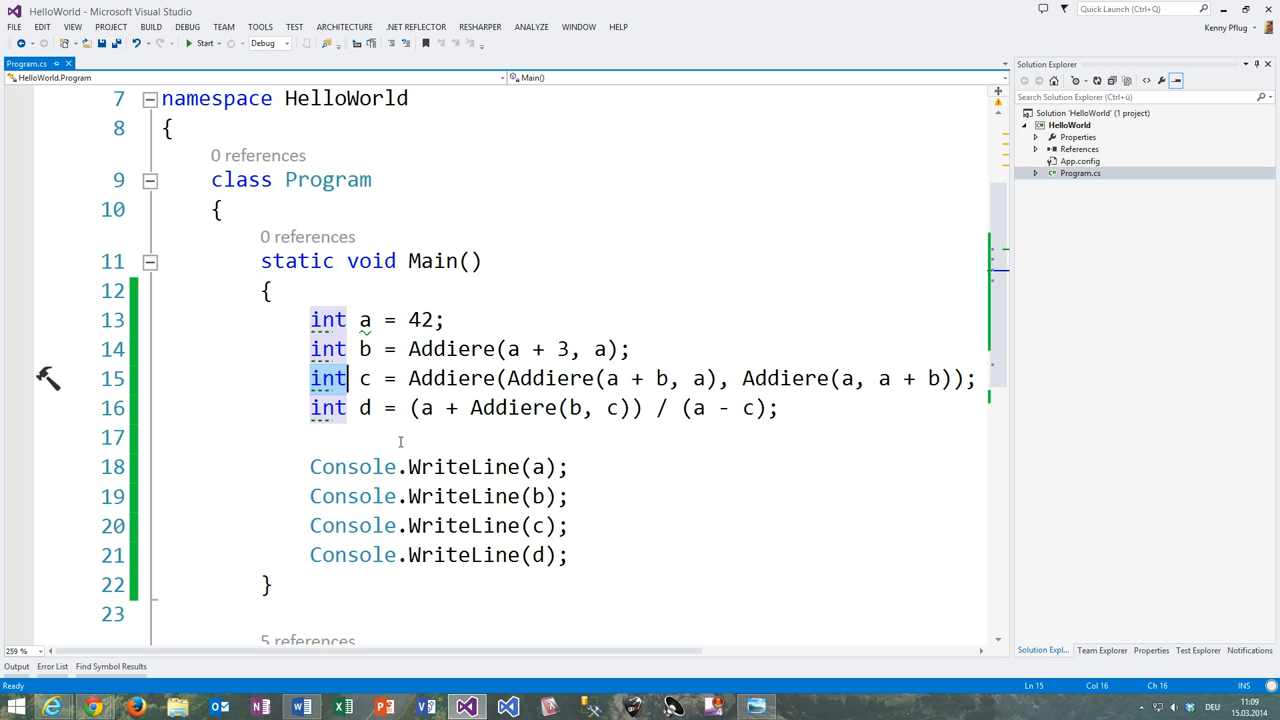 HelloWorld - Microsoft Visual Studio
Quick Launch (Ctrl+Q)
FILE EDIT VIEW PROJECT BUILD DEBUG TEAM TOOLS TEST ARCHITECTURE .NET REFLECTOR RESHARPER ANALYZE WINDOW HELP
Kenny Pflug
Start Debug
Program.cs
HelloWorld.Program Main()
7 namespace HelloWorld
8 {
0 references
9 class Program
10 {
0 references
11 static void Main()
12 {
13 int a = 42;
14 int b = Addiere(a + 3, a);
15 int c = Addiere(Addiere(a + b, a), Addiere(a, a + b));
16 int d = (a + Addiere(b, c)) / (a - c);
17
18 Console.WriteLine(a);
19 Console.WriteLine(b);
20 Console.WriteLine(c);
21 Console.WriteLine(d);
22 }
23
5 references
259 %
Solution Explorer
Search Solution Explorer (Ctrl+ü)
Solution 'HelloWorld' (1 project)
HelloWorld
Properties
References
App.config
Program.cs
Solution Expl... Team Explorer Properties Test Explorer Notifications
Output Error List Find Symbol Results
Ready Ln 15 Col 16 Ch 16 INS
DEU 11:09
15.03.2014